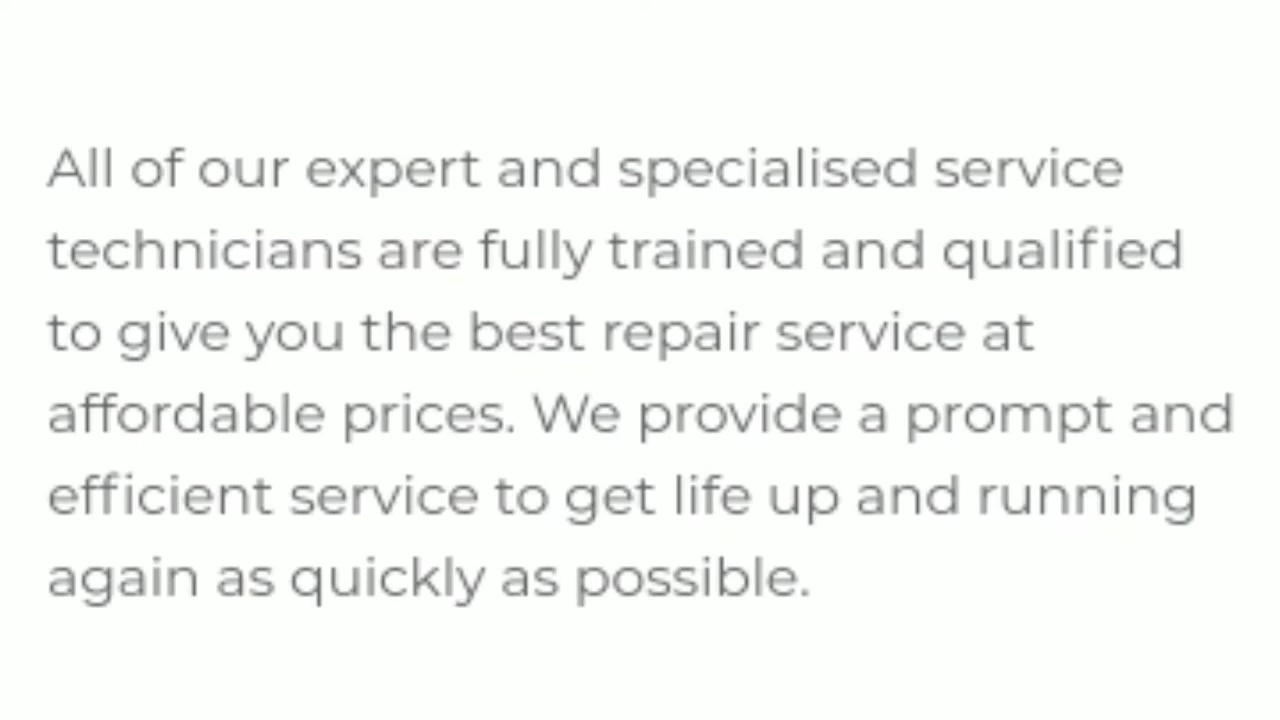 All of our expert and specialised service
technicians are fully trained and qualified
to give you the best repair service at
affordable prices. We provide a prompt and
efficient service to get life up and running
again as quickly as possible.